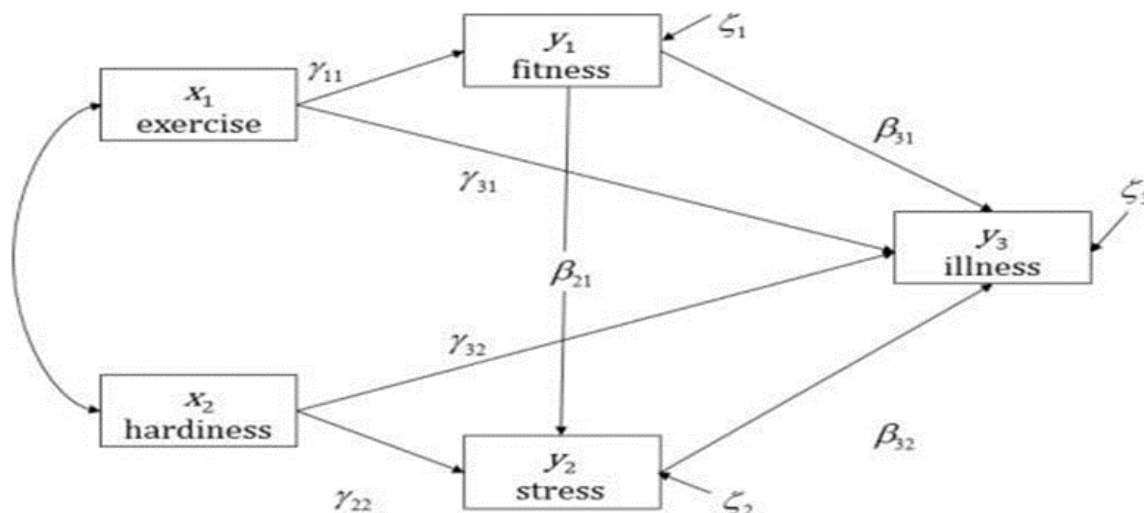 y₁
fitness
ζ₁
γ₁₁
x₁
exercise
β₃₁
γ₃₁
ζ₃
y₃
illness
β₂₁
γ₃₂
x₂
hardiness
y₂
stress
β₃₂
γ₂₂
ζ₂